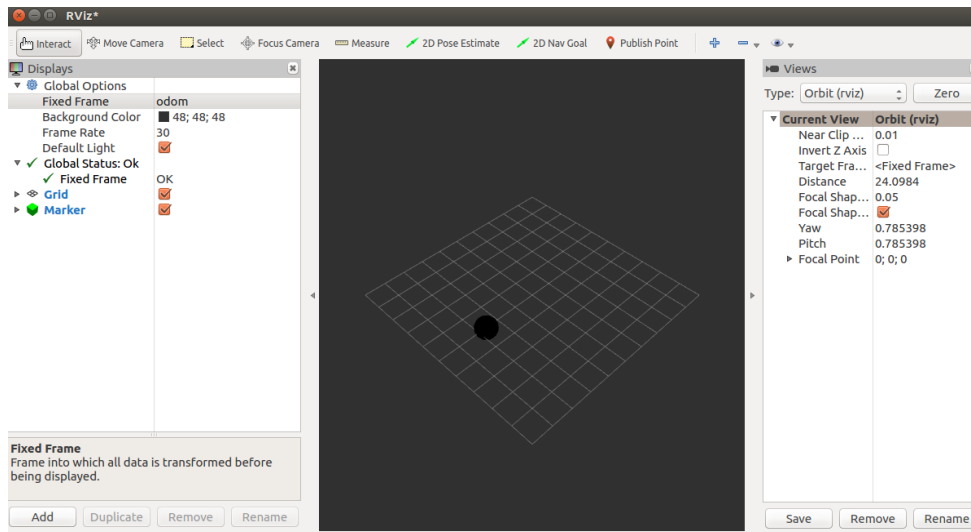 RViz*
Interact Move Camera Select Focus Camera Measure 2D Pose Estimate 2D Nav Goal Publish Point
Displays
Global Options
Fixed Frame odom
Background Color 48; 48; 48
Frame Rate 30
Default Light
Global Status: Ok
Fixed Frame OK
Grid
Marker
Fixed Frame
Frame into which all data is transformed before
being displayed.
Add Duplicate Remove Rename
Views
Type: Orbit (rviz) Zero
Current View Orbit (rviz)
Near Clip ... 0.01
Invert Z Axis
Target Fra... <Fixed Frame>
Distance 24.0984
Focal Shap... 0.05
Focal Shap...
Yaw 0.785398
Pitch 0.785398
Focal Point 0; 0; 0
Save Remove Rename